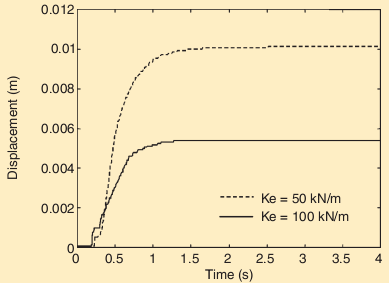 Displacement (m)
0.012
0.01
0.008
0.006
0.004
0.002
0
Ke = 50 kN/m
Ke = 100 kN/m
0 0.5 1 1.5 2 2.5 3 3.5 4
Time (s)